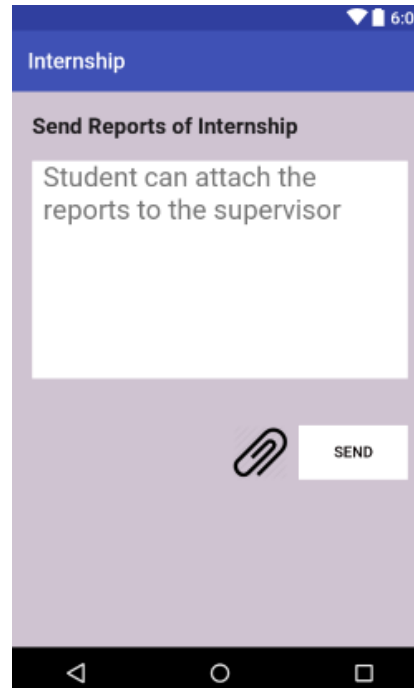 6:0
Internship
Send Reports of Internship
Student can attach the
reports to the supervisor
SEND